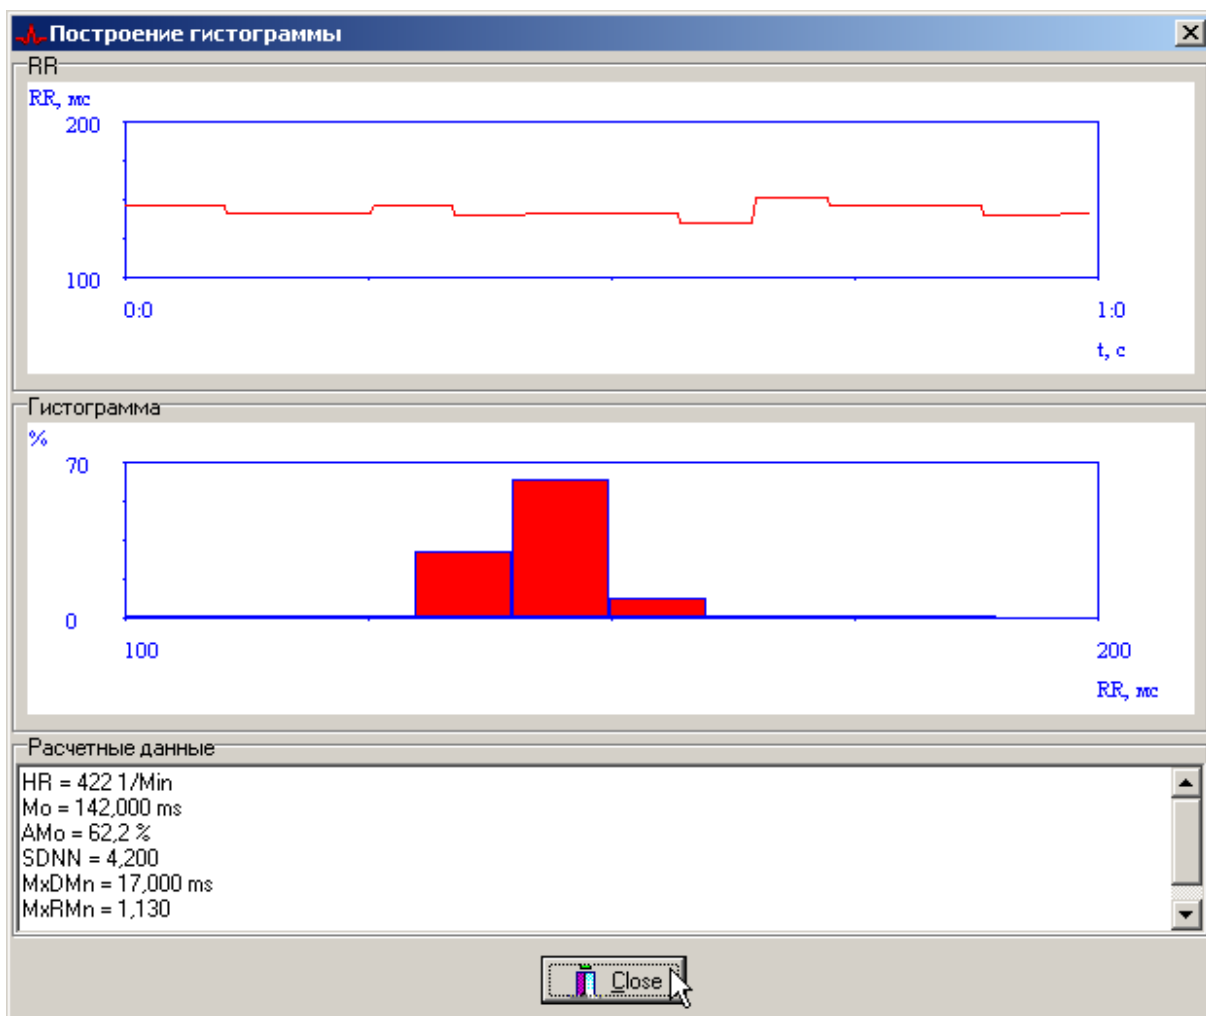 Построение гистограммы
RR
RR, мс
200
100
0:0
1:0
t, с
Гистограмма
%
70
0
100
200
RR, мс
Расчетные данные
HR = 422 1/Min
Mo = 142,000 ms
AMo = 62,2 %
SDNN = 4,200
MxDMn = 17,000 ms
MxRMn = 1,130
Close